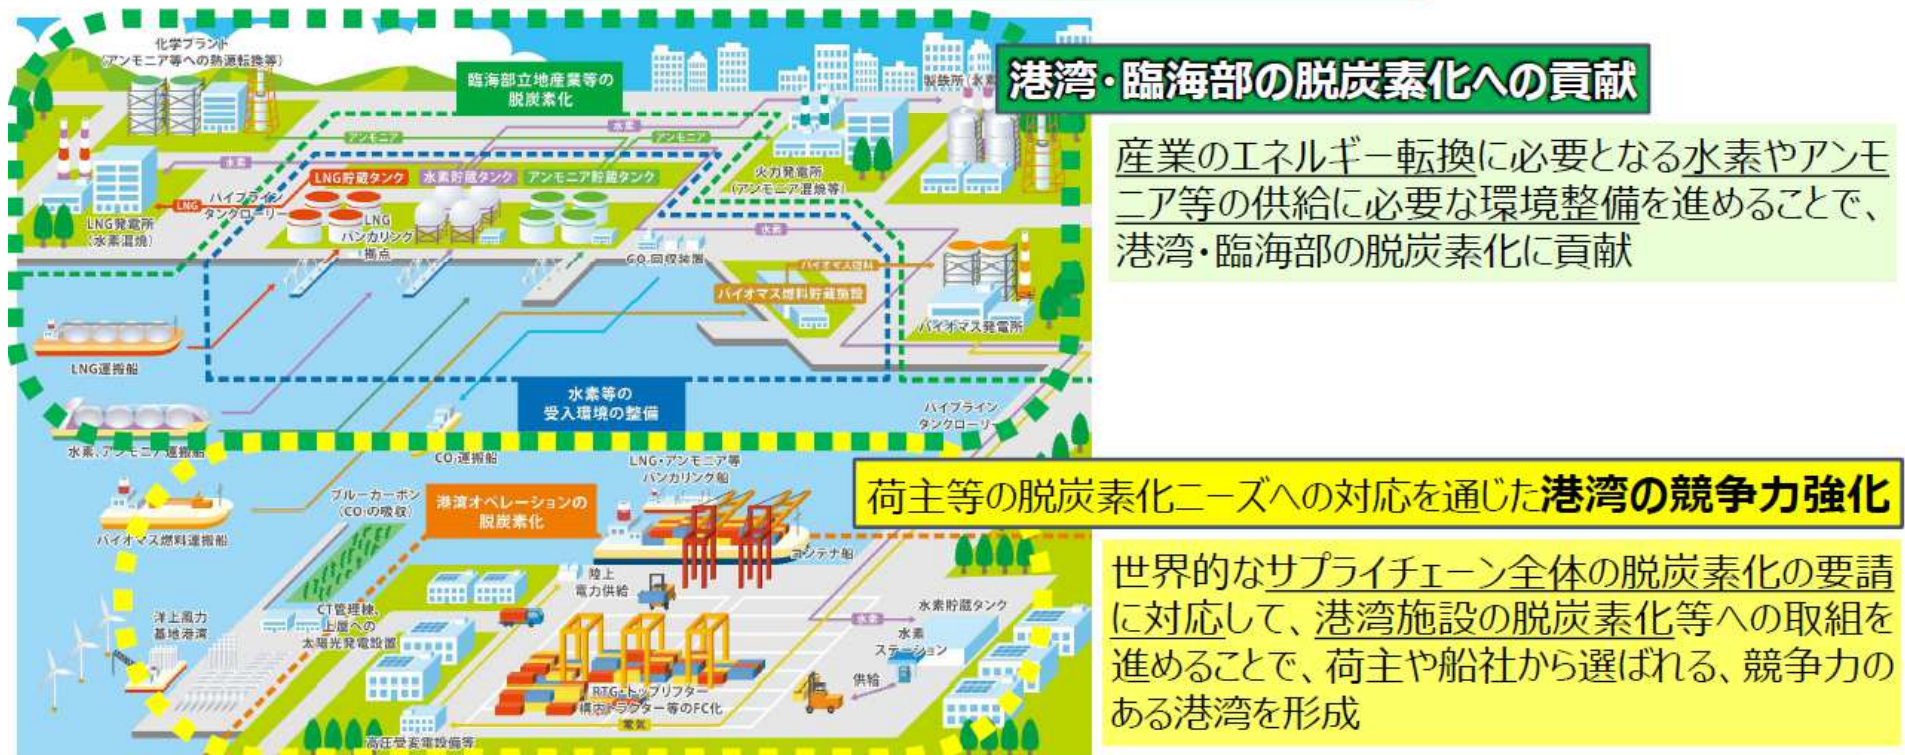 化学プラント
(アンモニア等への熱源転換等)
臨海部立地産業等の
脱炭素化
製鉄所(水素
港湾・臨海部の脱炭素化への貢献
産業のエネルギー転換に必要となる水素やアンモ
ニア等の供給に必要な環境整備を進めることで、
港湾・臨海部の脱炭素化に貢献
アンモニア
水素
アンモニア
水素
LNG貯蔵タンク
水素貯蔵タンク
アンモニア貯蔵タンク
火力発電所
(アンモニア混焼等)
LNG
パイプライン
タンクローリー
LNG発電所
(水素混焼)
LNG
バンカリング
拠点
水素
CO₂回収装置
バイオマス燃料
バイオマス燃料貯蔵施設
バイオマス発電所
LNG運搬船
水素等の
受入環境の整備
パイプライン
タンクローリー
水素、アンモニア運搬船
CO₂運搬船
LNG・アンモニア等
バンカリング船
荷主等の脱炭素化ニーズへの対応を通じた港湾の競争力強化
ブルーカーボン
(CO₂の吸収)
港湾オペレーションの
脱炭素化
バイオマス燃料運搬船
コンテナ船
世界的なサプライチェーン全体の脱炭素化の要請
に対応して、港湾施設の脱炭素化等への取組を
進めることで、荷主や船社から選ばれる、競争力の
ある港湾を形成
陸上
電力供給
水素貯蔵タンク
洋上風力
基地港湾
CT管理棟、
上屋への
太陽光発電設置
水素
水素
ステーション
供給
RTG・トップリフター
構内トラクター等のFC化
電気
高圧受変電設備等